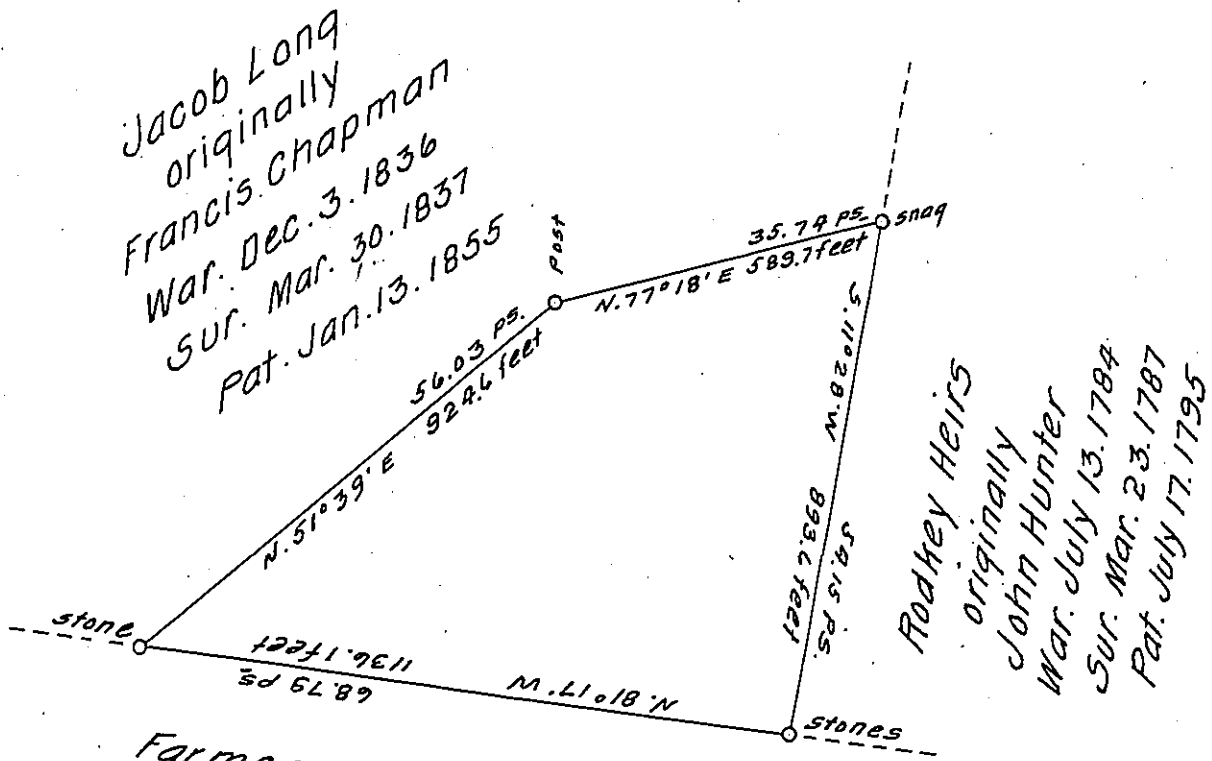 Jacob Long
originally
Francis Chapman
War. Dec. 3. 1836
Sur. Mar. 30. 1837
Pat. Jan. 13. 1855
Post
35.74 PS.
snag
N. 77° 18' E 589.7 feet
56.03 PS.
924.6 feet
N. 51° 39' E
S. 11° 28' W
54.15 PS.
893.6 feet
Rodkey Heirs
originally
John Hunter
War. July 13. 1784
Sur. Mar. 23. 1787
Pat. July 17. 1795
stone
N. 81° 17' W
1136.1 feet
68.79 PS
stones